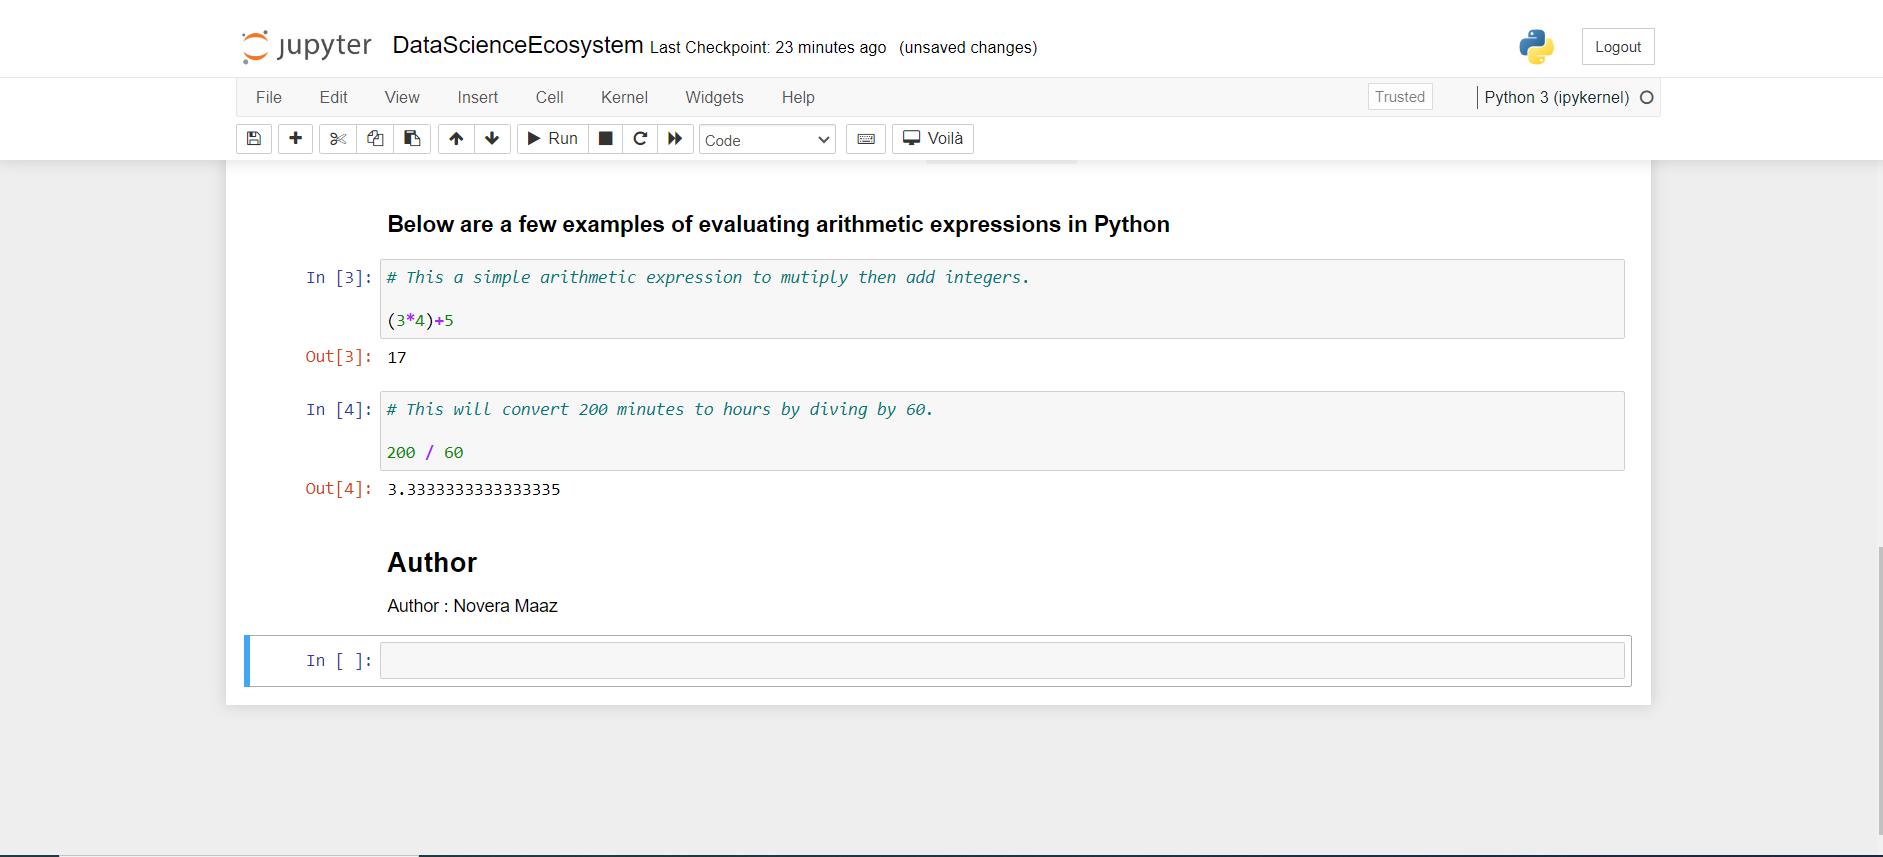 jupyter DataScienceEcosystem Last Checkpoint: 23 minutes ago (unsaved changes) Logout
File Edit View Insert Cell Kernel Widgets Help Trusted Python 3 (ipykernel)
Run Code Voilà
Below are a few examples of evaluating arithmetic expressions in Python
In [3]: # This a simple arithmetic expression to mutiply then add integers.
(3*4)+5
Out[3]: 17
In [4]: # This will convert 200 minutes to hours by diving by 60.
200 / 60
Out[4]: 3.3333333333333335
Author
Author : Novera Maaz
In [ ]: